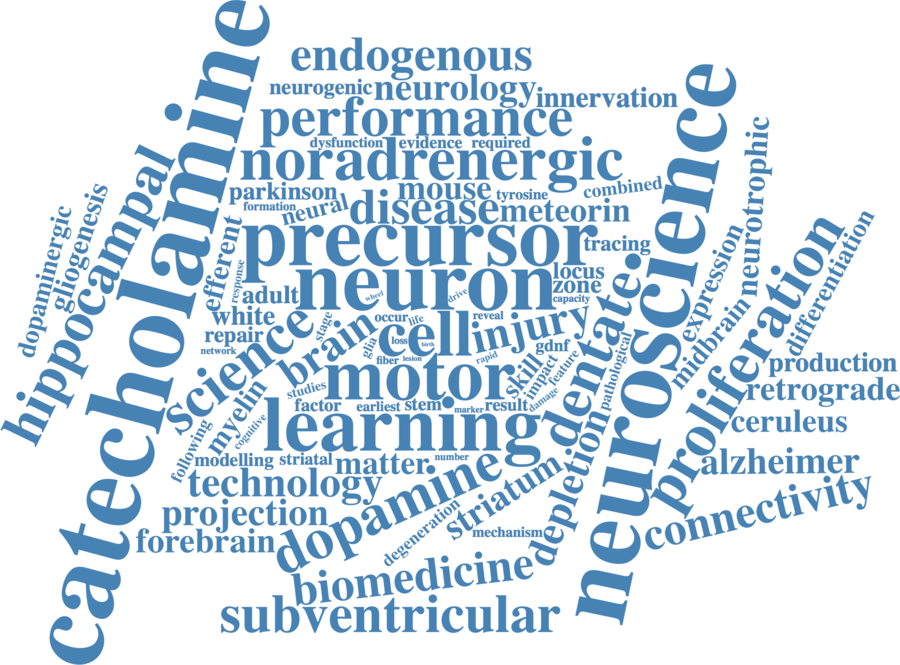 catecholamine
neuroscience
endogenous
neurogenic
neurology
innervation
performance
dysfunction
evidence
required
noradrenergic
parkinson
mouse
tyrosine
combined
formation
neural
disease
meteorin
precursor
tracing
hippocampal
dopaminergic
gliogenesis
efferent
response
adult
neuron
wheel
drive
locus
zone
capacity
white
occur
life
reveal
repair
network
science
stage
brain
glia
loss
cell
birth
injury
fiber
lesion
rapid
gdnf
motor
skill
impact
feature
damage
pathological
dentate
expression
midbrain
neurotrophic
proliferation
differentiation
production
retrograde
ceruleus
alzheimer
connectivity
studies
myelin
cognitive
following
factor
earliest
stem
marker
result
learning
modelling
striatal
matter
number
technology
dopamine
striatum
depletion
projection
degeneration
mechanism
forebrain
biomedicine
subventricular